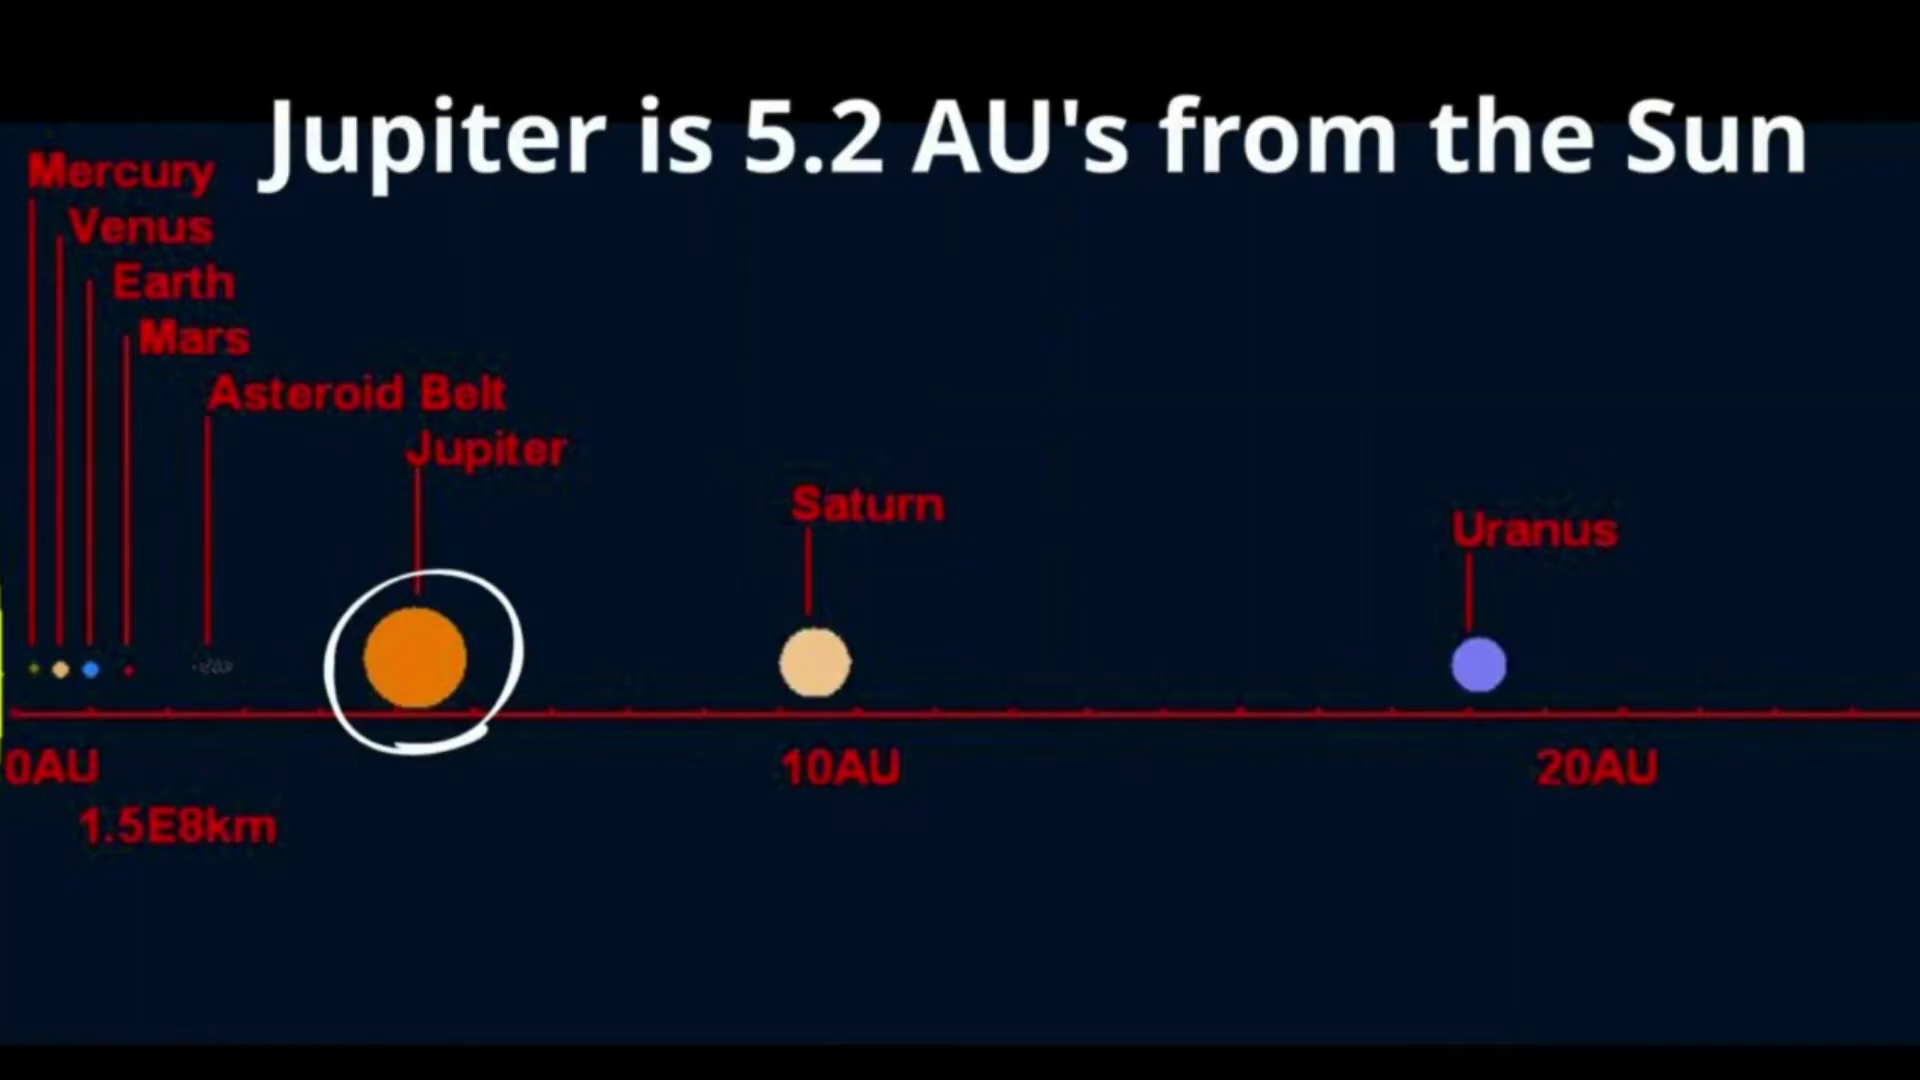 Jupiter is 5.2 AU's from the Sun
Mercury
Venus
Earth
Mars
Asteroid Belt
Jupiter
Saturn
Uranus
0AU
10AU
20AU
1.5E8km